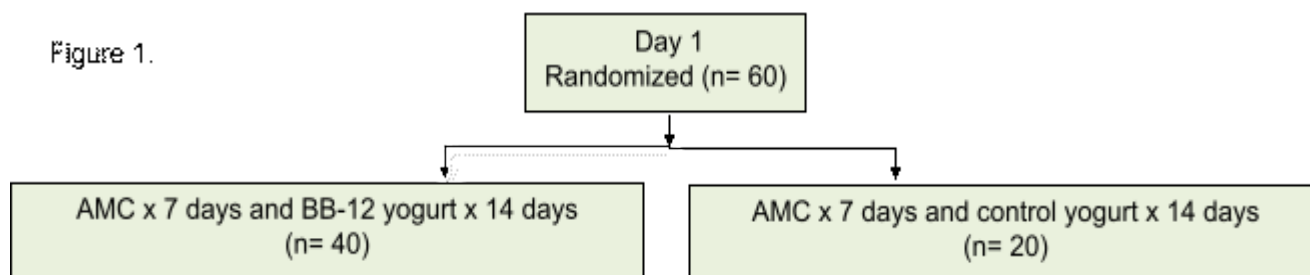 Figure 1.
Day 1
Randomized (n= 60)
AMC x 7 days and BB-12 yogurt x 14 days
(n= 40)
AMC x 7 days and control yogurt x 14 days
(n= 20)